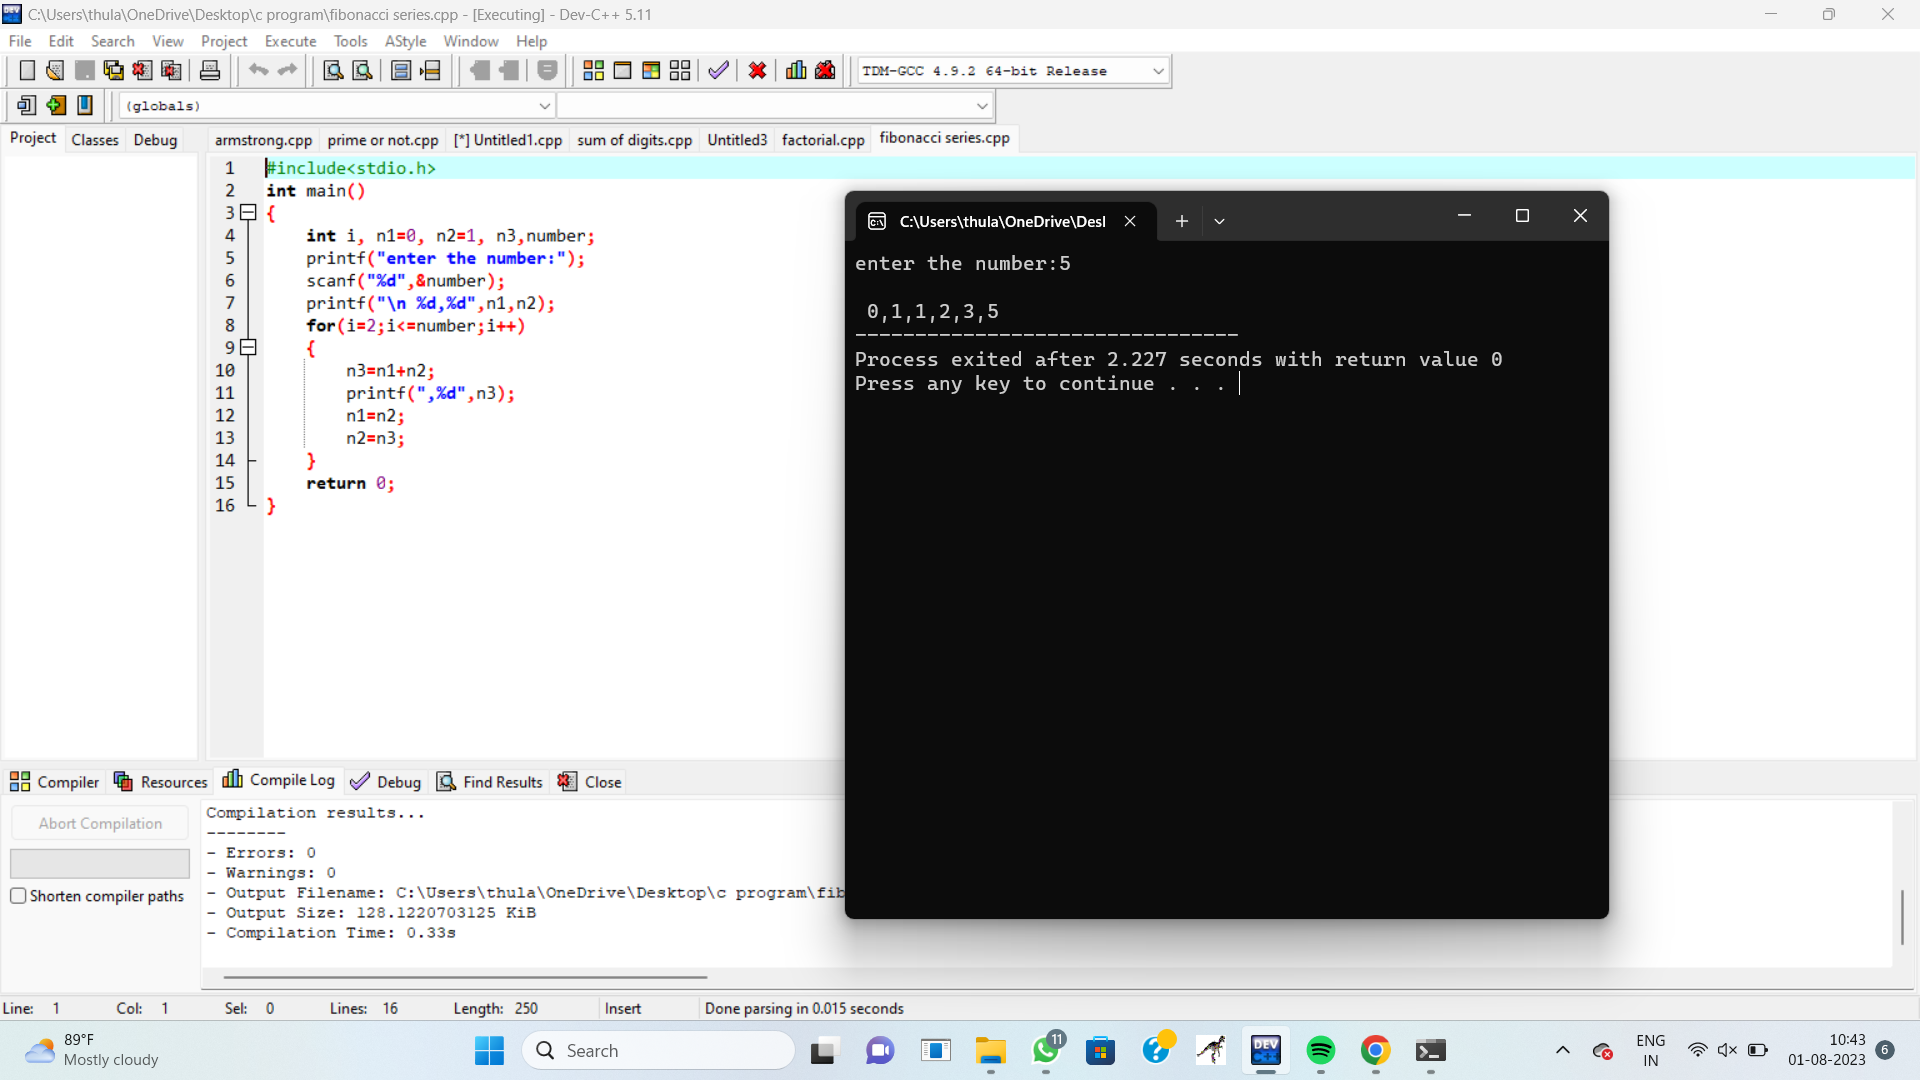 C:\Users\thula\OneDrive\Desktop\c program\fibonacci series.cpp - [Executing] - Dev-C++ 5.11
File Edit Search View Project Execute Tools AStyle Window Help
TDM-GCC 4.9.2 64-bit Release
(globals)
Project Classes Debug
armstrong.cpp prime or not.cpp [*] Untitled1.cpp sum of digits.cpp Untitled3 factorial.cpp fibonacci series.cpp
1 #include<stdio.h>
2 int main()
3 {
4 int i, n1=0, n2=1, n3,number;
5 printf("enter the number:");
6 scanf("%d",&number);
7 printf("\n %d,%d",n1,n2);
8 for(i=2;i<=number;i++)
9 {
10 n3=n1+n2;
11 printf(",%d",n3);
12 n1=n2;
13 n2=n3;
14 }
15 return 0;
16 }
C:\Users\thula\OneDrive\Desl
enter the number:5
0,1,1,2,3,5
--------------------------------
Process exited after 2.227 seconds with return value 0
Press any key to continue . . .
Compiler Resources Compile Log Debug Find Results Close
Abort Compilation
Shorten compiler paths
Compilation results...
--------
- Errors: 0
- Warnings: 0
- Output Filename: C:\Users\thula\OneDrive\Desktop\c program\fib
- Output Size: 128.1220703125 KiB
- Compilation Time: 0.33s
Line: 1 Col: 1 Sel: 0 Lines: 16 Length: 250 Insert Done parsing in 0.015 seconds
89°F
Mostly cloudy
Search
11
DEV
ENG
IN
10:43
01-08-2023
6